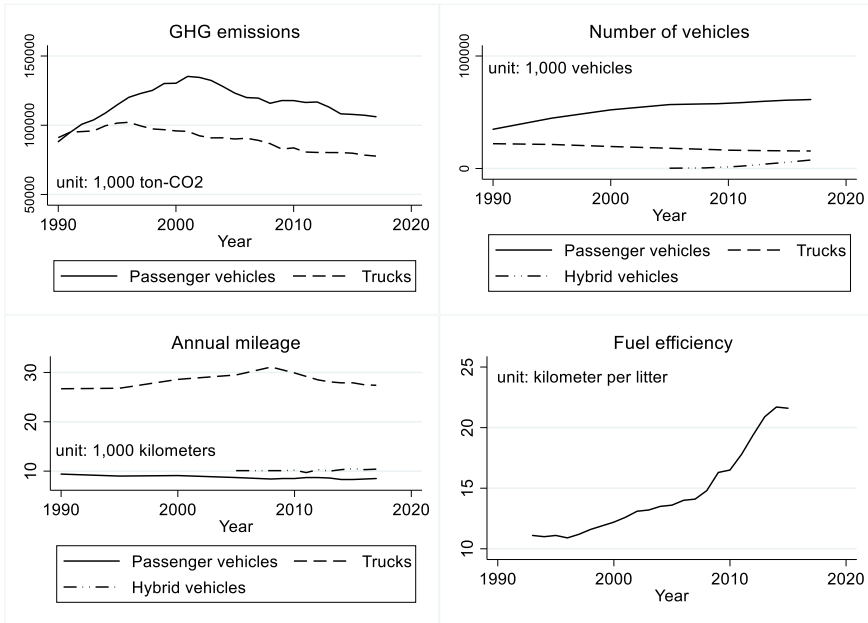 GHG emissions
150000
100000
50000
unit: 1,000 ton-CO2
1990 2000 2010 2020
Year
Passenger vehicles Trucks
Number of vehicles
100000
0
unit: 1,000 vehicles
1990 2000 2010 2020
Year
Passenger vehicles Trucks
Hybrid vehicles
Annual mileage
30
20
10
unit: 1,000 kilometers
1990 2000 2010 2020
Year
Passenger vehicles Trucks
Hybrid vehicles
Fuel efficiency
25
20
15
10
unit: kilometer per litter
1990 2000 2010 2020
Year